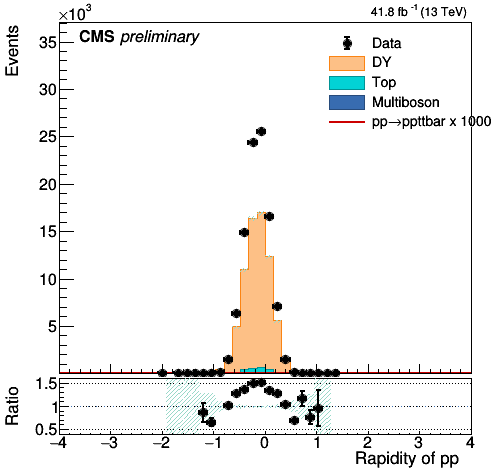 ×10³
41.8 fb⁻¹ (13 TeV)
CMS preliminary
Events
35
30
25
20
15
10
5
Data
DY
Top
Multiboson
pp→ppttbar x 1000
Ratio
1.5
1
0.5
−4 −3 −2 −1 0 1 2 3 4
Rapidity of pp